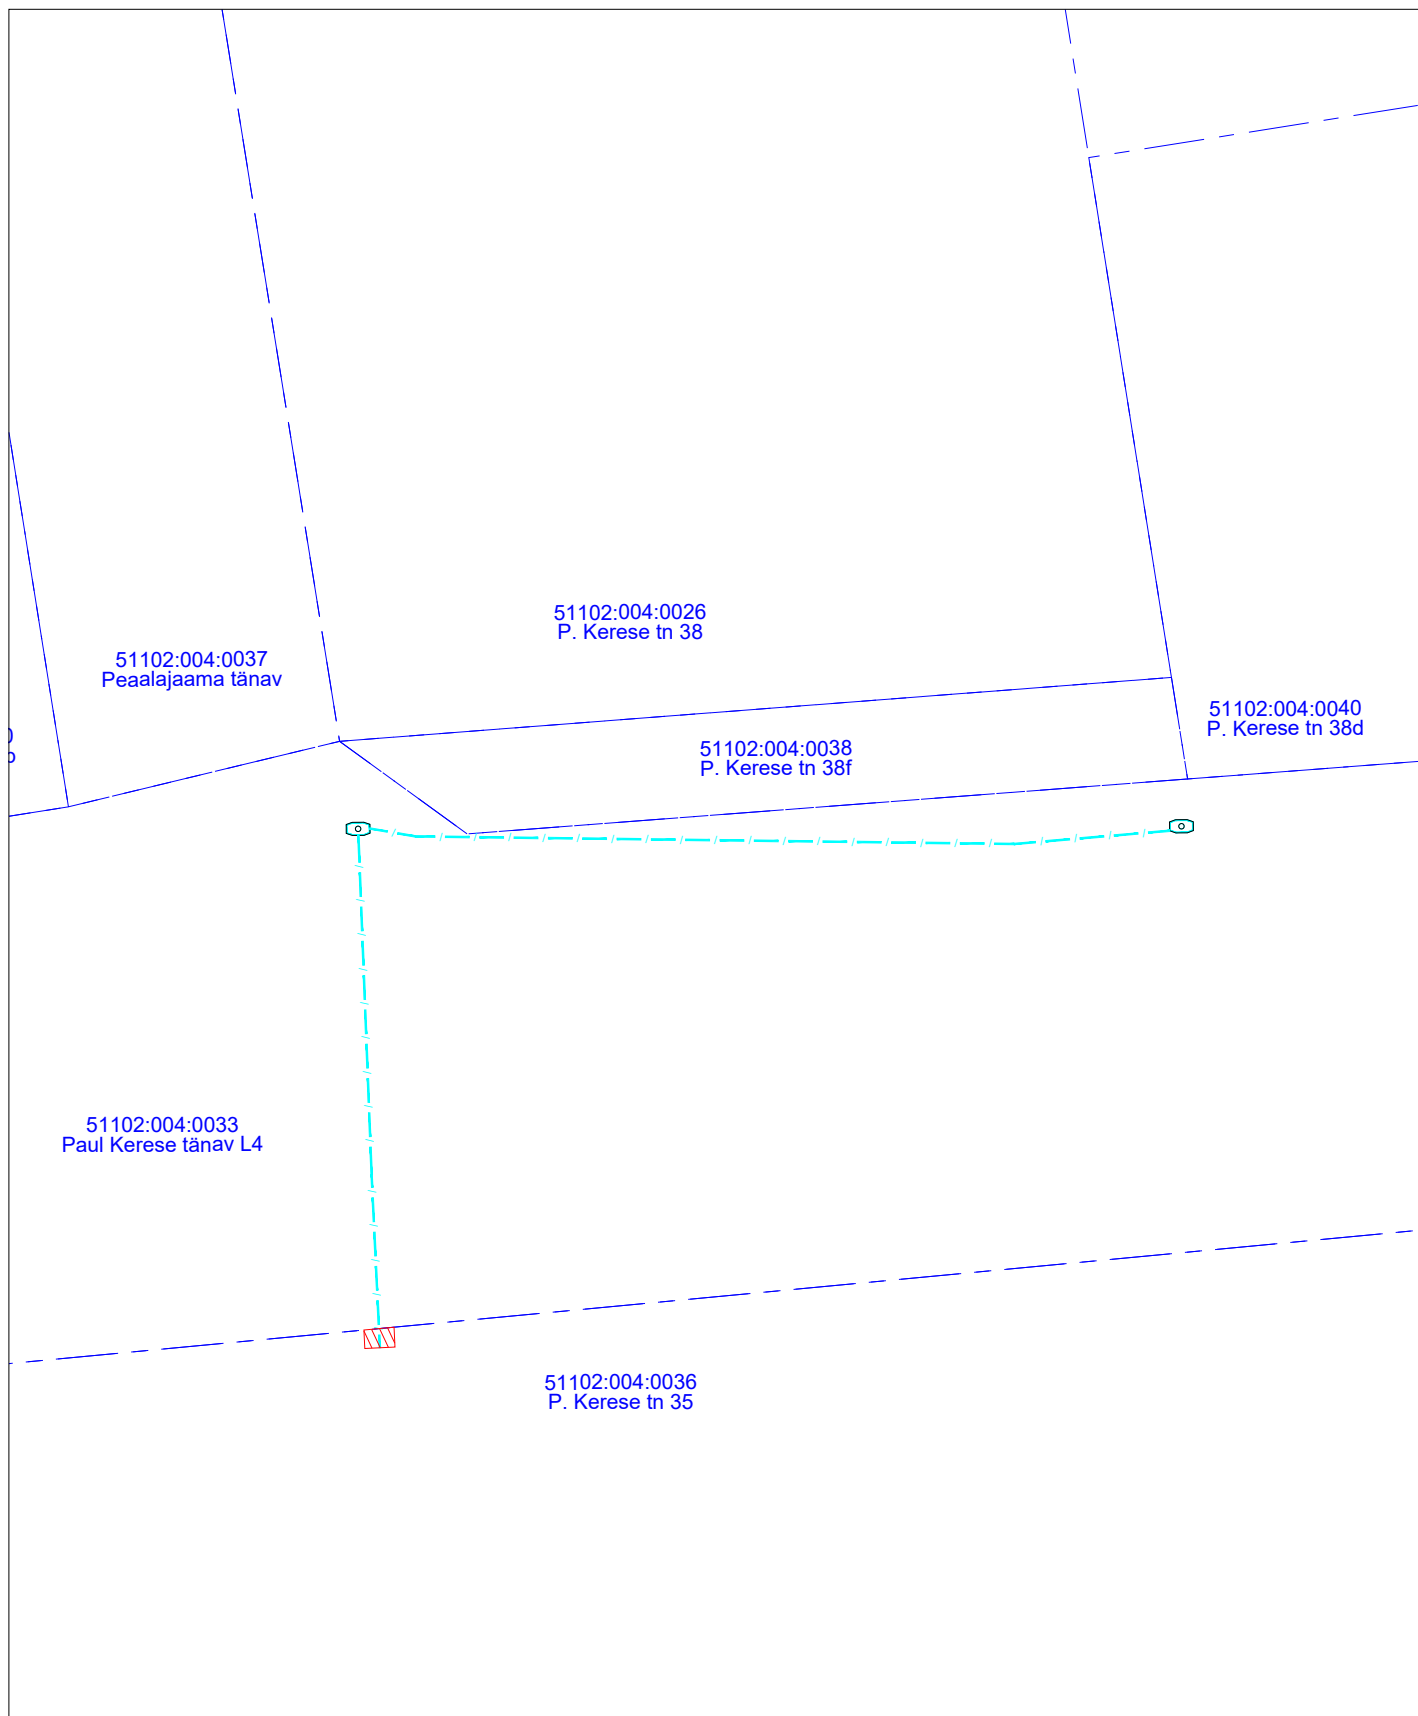 51102:004:0026
P. Kerese tn 38
51102:004:0037
Peaalajaama tänav
51102:004:0040
P. Kerese tn 38d
51102:004:0038
P. Kerese tn 38f
51102:004:0033
Paul Kerese tänav L4
51102:004:0036
P. Kerese tn 35